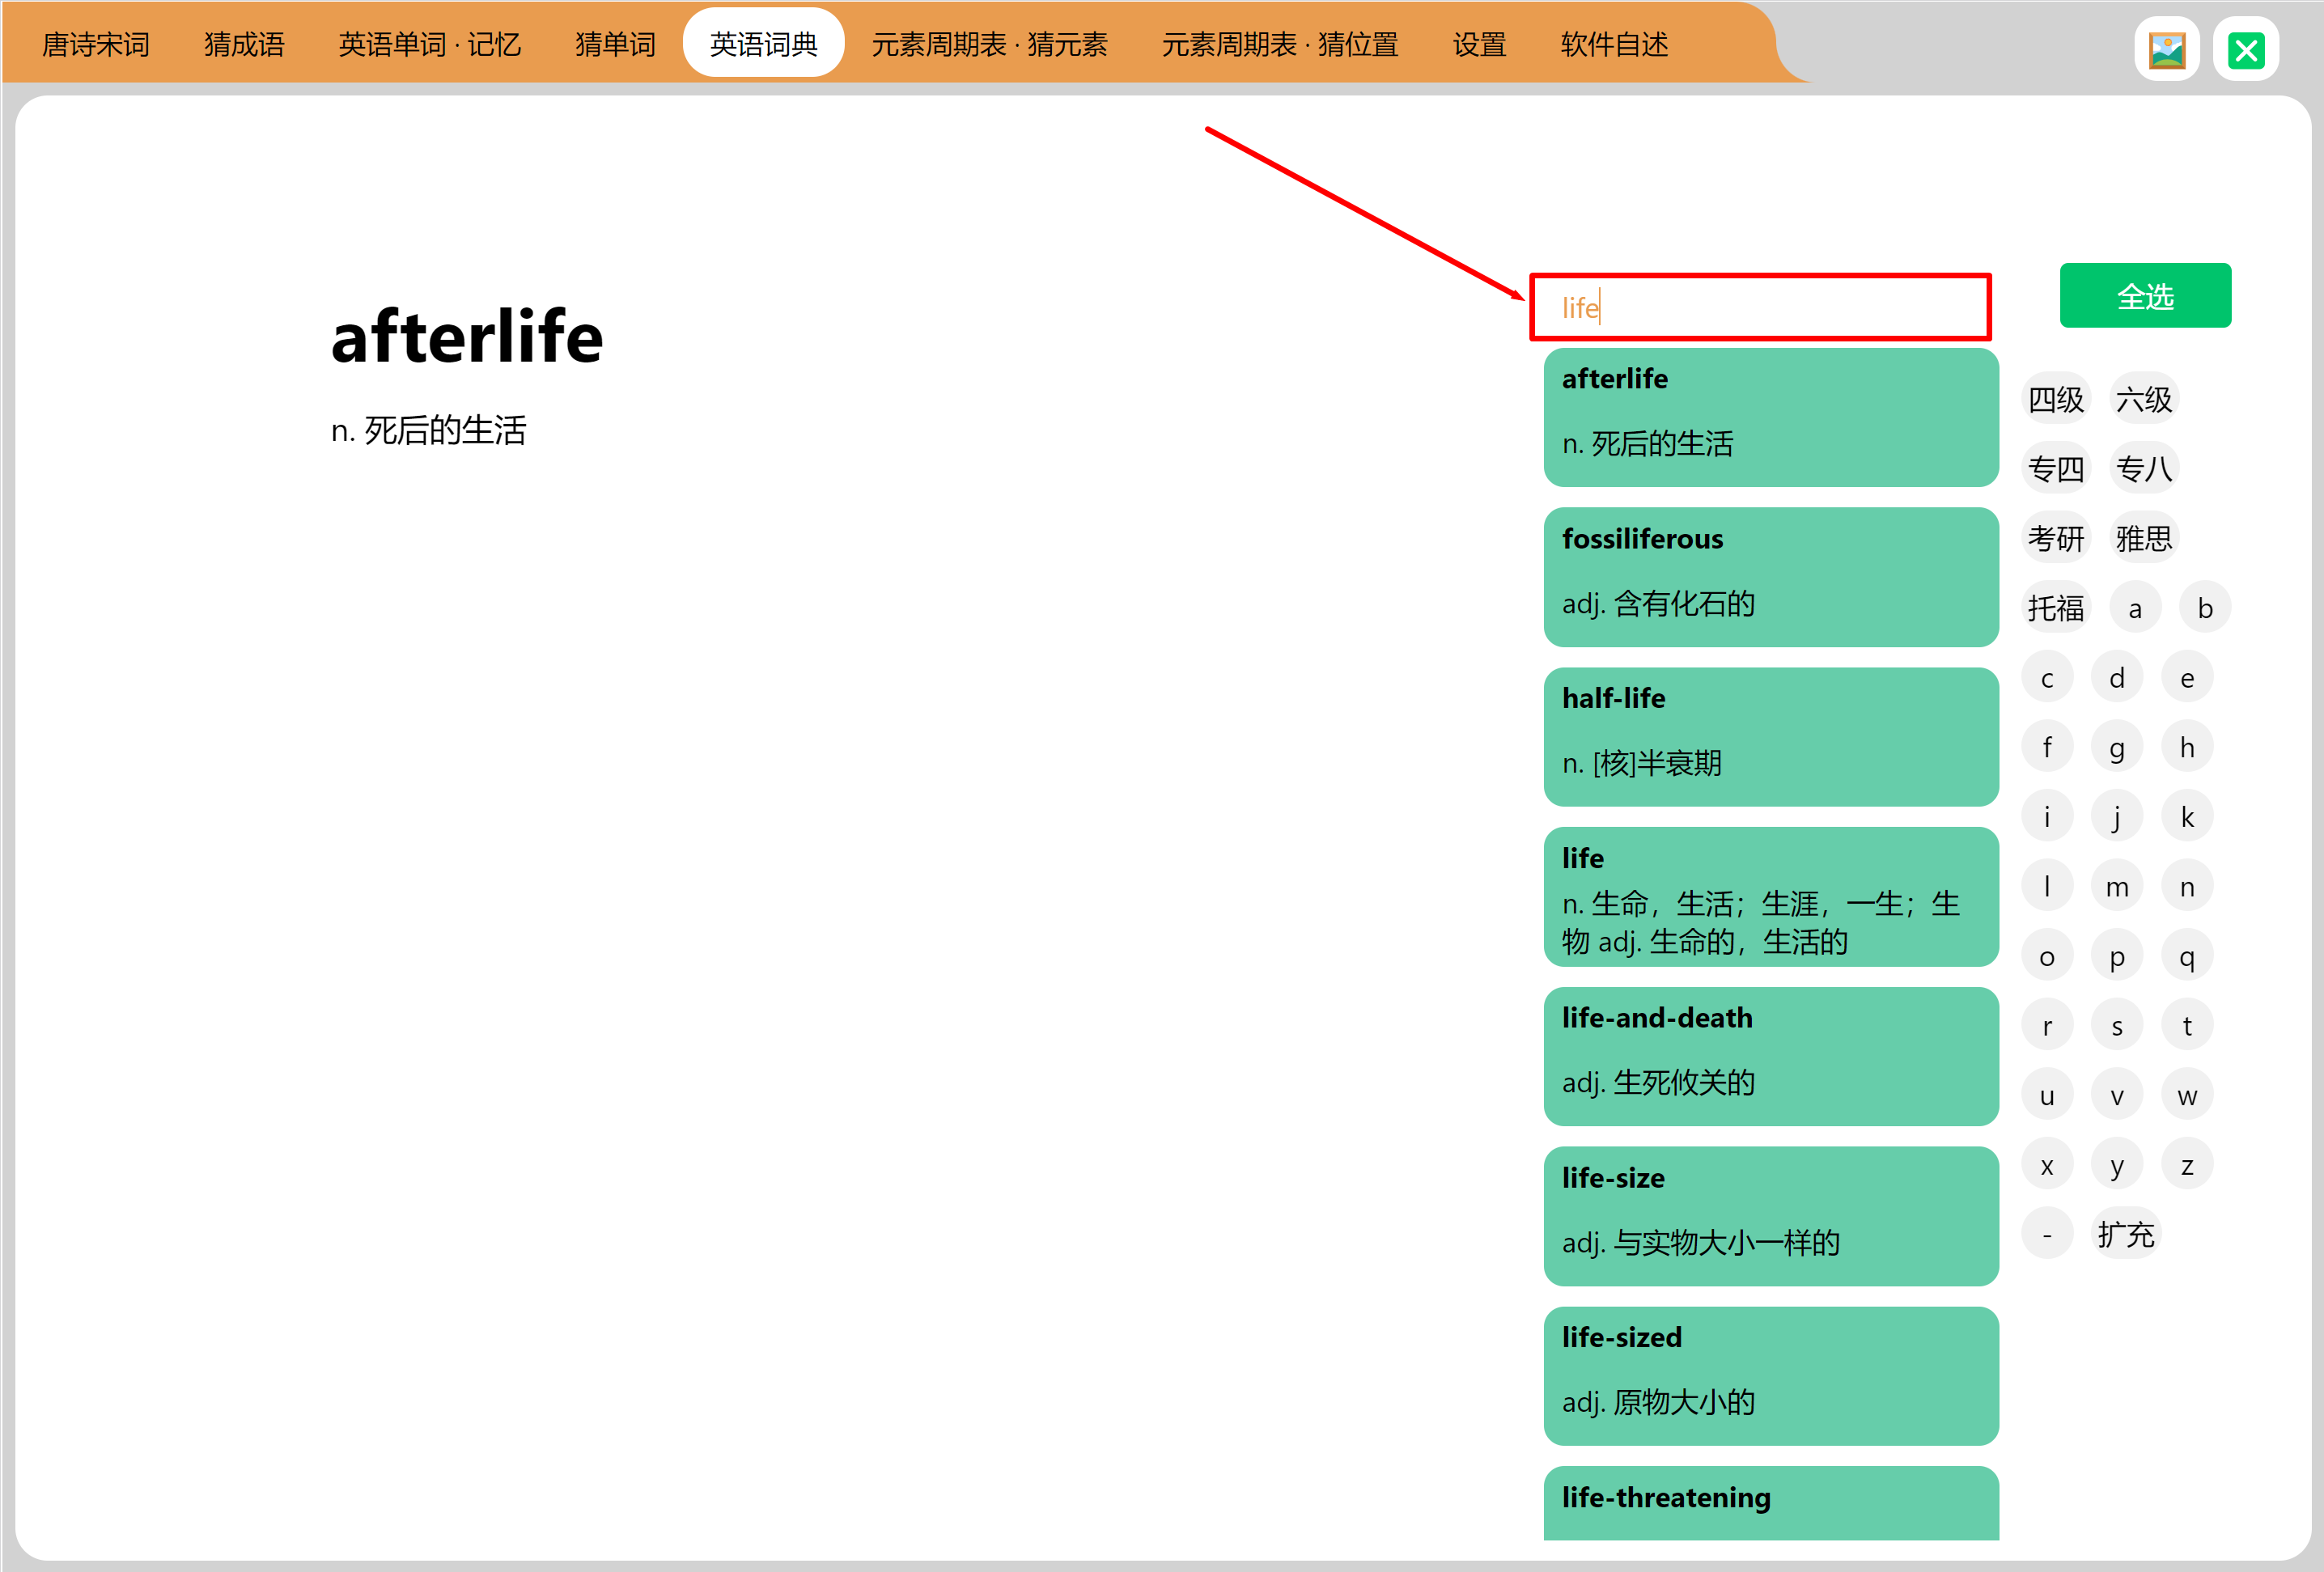 唐诗宋词 猜成语 英语单词 · 记忆 猜单词 英语词典 元素周期表 · 猜元素 元素周期表 · 猜位置 设置 软件自述
afterlife
n. 死后的生活
life
afterlife
n. 死后的生活
fossiliferous
adj. 含有化石的
half-life
n. [核]半衰期
life
n. 生命，生活；生涯，一生；生
物 adj. 生命的，生活的
life-and-death
adj. 生死攸关的
life-size
adj. 与实物大小一样的
life-sized
adj. 原物大小的
life-threatening
全选
四级 六级
专四 专八
考研 雅思
托福 a b
c d e
f g h
i j k
l m n
o p q
r s t
u v w
x y z
- 扩充